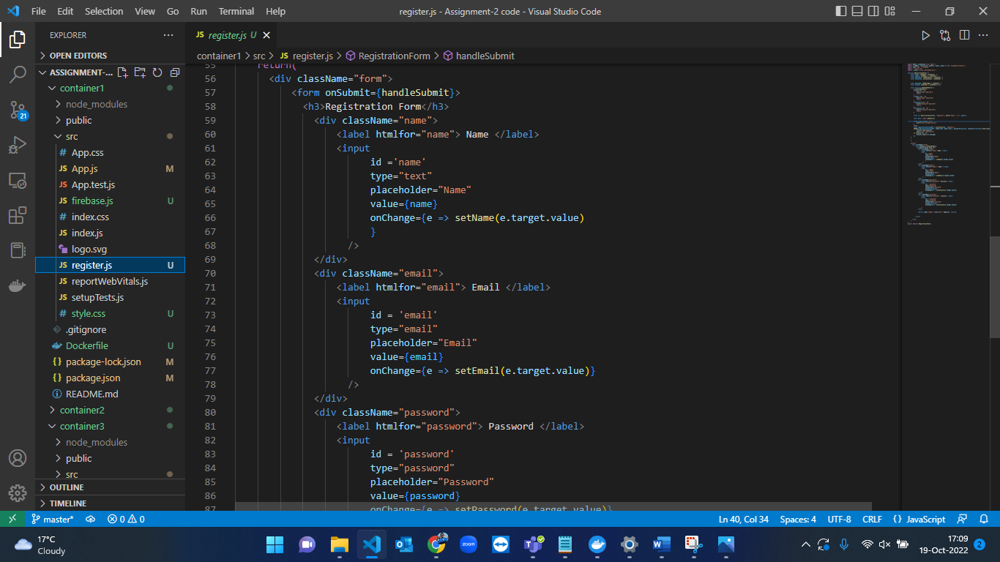 File Edit Selection View Go Run Terminal Help
register.js - Assignment-2 code - Visual Studio Code
EXPLORER
OPEN EDITORS
ASSIGNMENT-...
container1
node_modules
public
src
# App.css
JS App.js M
JS App.test.js
JS firebase.js U
# index.css
JS index.js
logo.svg
JS register.js U
JS reportWebVitals.js
JS setupTests.js
# style.css U
.gitignore
Dockerfile U
{} package-lock.json M
{} package.json M
README.md
container2
container3
node_modules
public
src
OUTLINE
TIMELINE
21
JS register.js U
container1 > src > JS register.js > RegistrationForm > handleSubmit
55 return(
56 <div className="form">
57 <form onSubmit={handleSubmit}>
58 <h3>Registration Form</h3>
59 <div className="name">
60 <label htmlfor="name"> Name </label>
61 <input
62 id ='name'
63 type="text"
64 placeholder="Name"
65 value={name}
66 onChange={e => setName(e.target.value)
67 }
68 />
69 </div>
70 <div className="email">
71 <label htmlfor="email"> Email </label>
72 <input
73 id = 'email'
74 type="email"
75 placeholder="Email"
76 value={email}
77 onChange={e => setEmail(e.target.value)}
78 />
79 </div>
80 <div className="password">
81 <label htmlfor="password"> Password </label>
82 <input
83 id = 'password'
84 type="password"
85 placeholder="Password"
86 value={password}
87 onChange={e => setPassword(e.target.value)}
master* 0 0
Ln 40, Col 34 Spaces: 4 UTF-8 CRLF {} JavaScript
17°C
Cloudy
zoom
17:09
19-Oct-2022
2